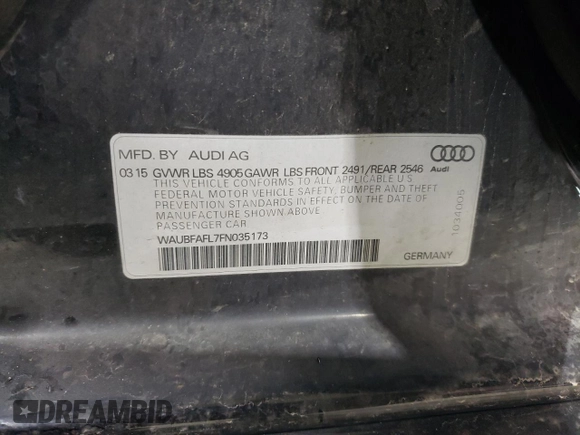 MFD. BY AUDI AG
03 15 GVWR LBS 4906 GAWR LBS FRONT 2491/REAR 2546
THIS VEHICLE CONFORMS TO ALL APPLICABLE U.S.
FEDERAL MOTOR VEHICLE SAFETY, BUMPER AND THEFT
PREVENTION STANDARDS IN EFFECT ON THE DATE OF
MANUFACTURE SHOWN ABOVE
PASSENGER CAR
WAUBFAFL7FN035173
Audi
1034005
GERMANY
DREAMBID.